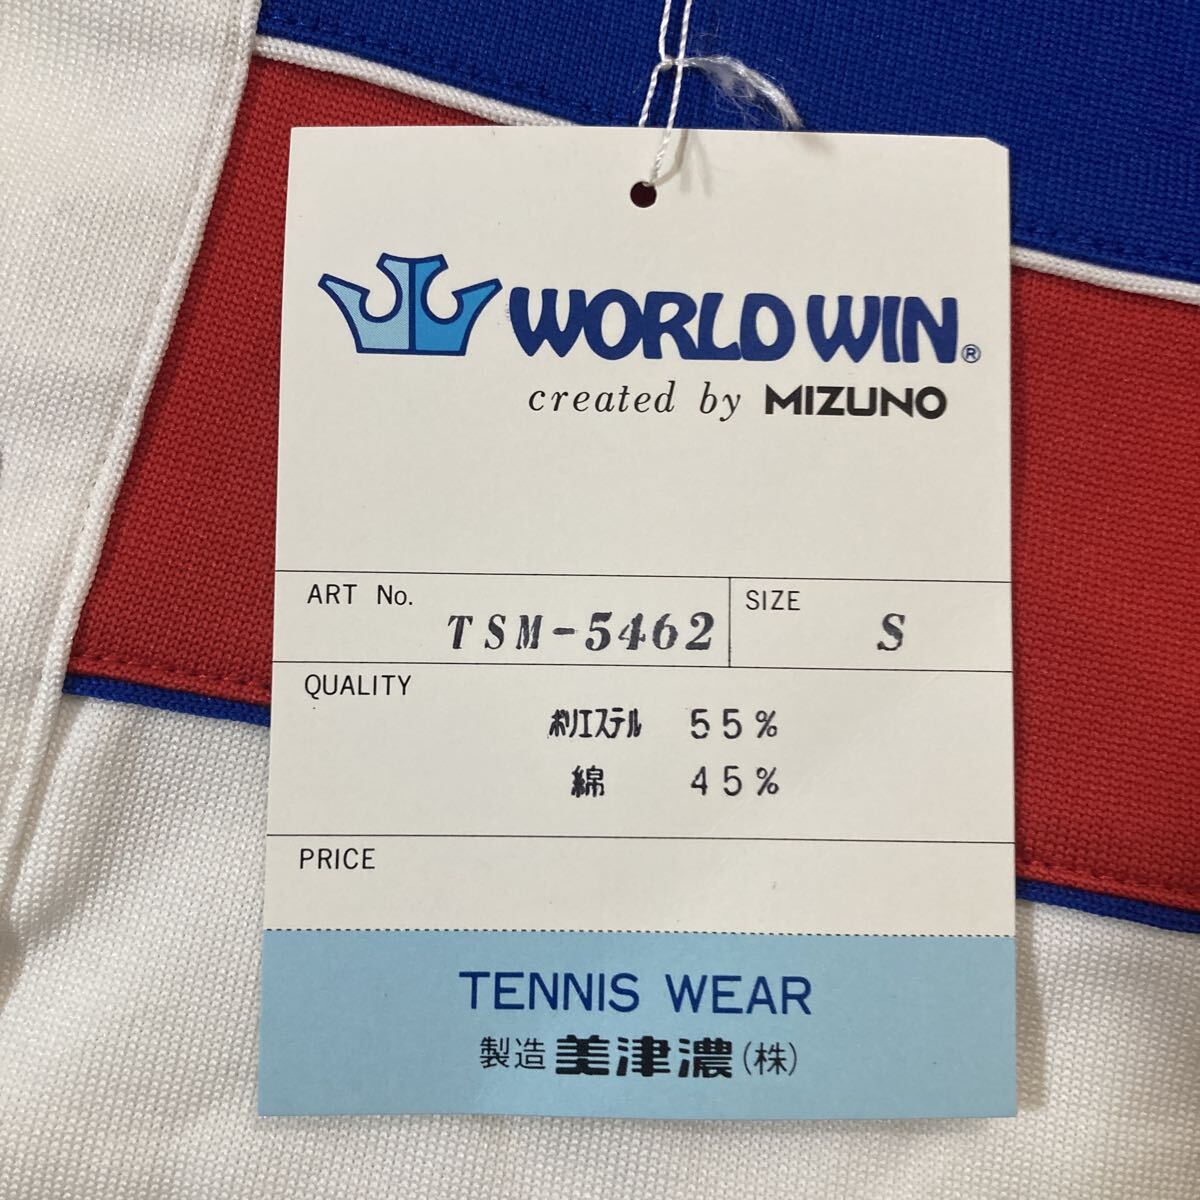 WORLD WIN®
created by MIZUNO
ART No. TSM-5462 SIZE S
QUALITY
ポリエステル 55%
綿 45%
PRICE
TENNIS WEAR
製造 美津濃(株)